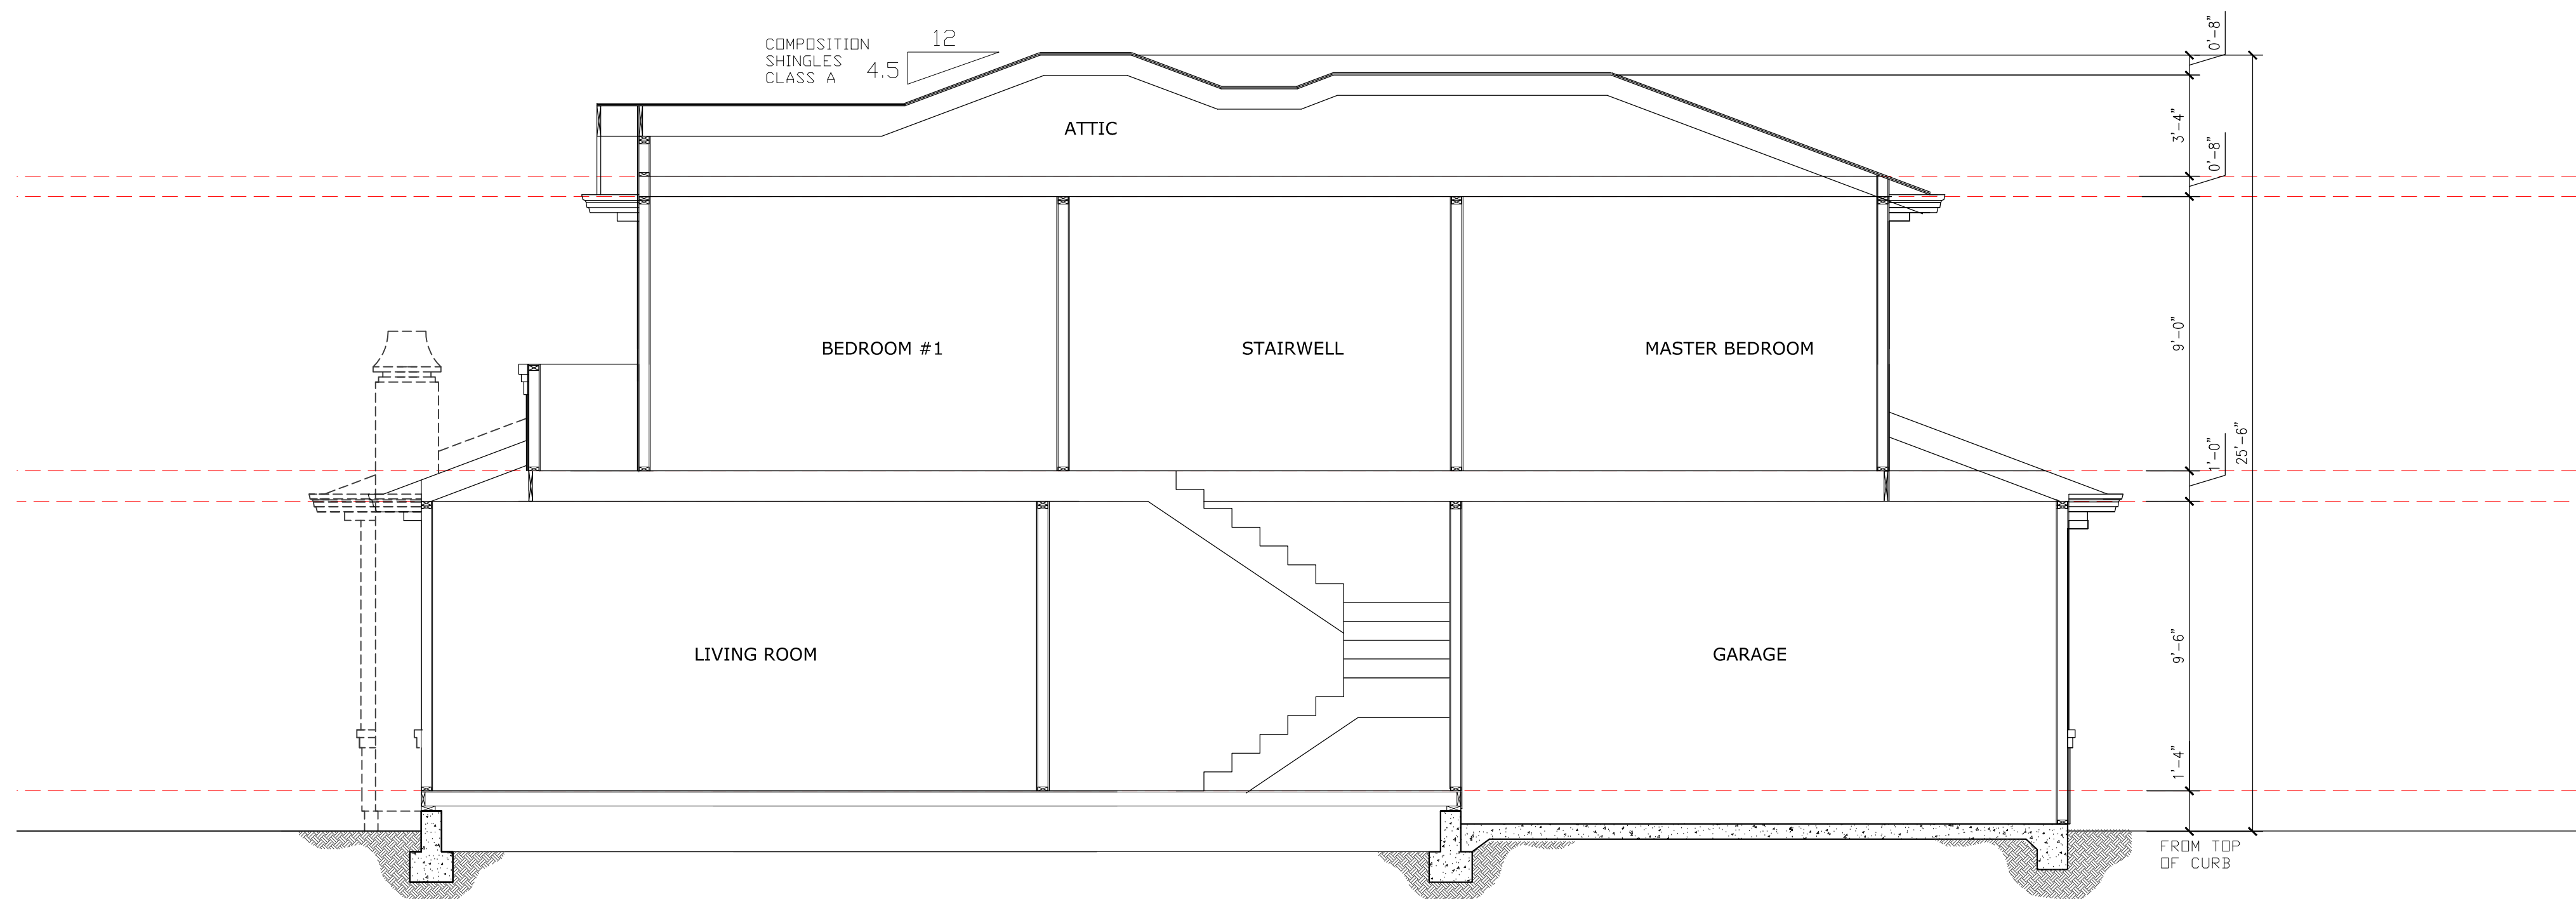 COMPOSITION
SHINGLES
CLASS A
12
4.5
0'-8"
3'-4"
ATTIC
0'-8"
9'-0"
BEDROOM #1
STAIRWELL
MASTER BEDROOM
1'-0"
25'-6"
9'-6"
LIVING ROOM
GARAGE
1'-4"
FROM TOP
OF CURB